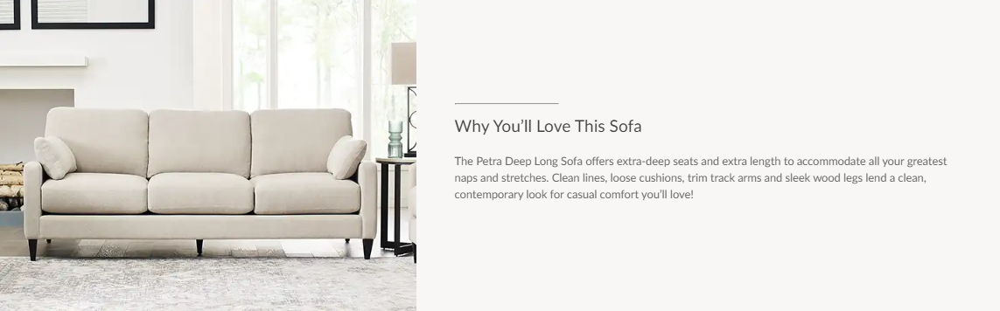 Why You’ll Love This Sofa
The Petra Deep Long Sofa offers extra-deep seats and extra length to accommodate all your greatest
naps and stretches. Clean lines, loose cushions, trim track arms and sleek wood legs lend a clean,
contemporary look for casual comfort you’ll love!